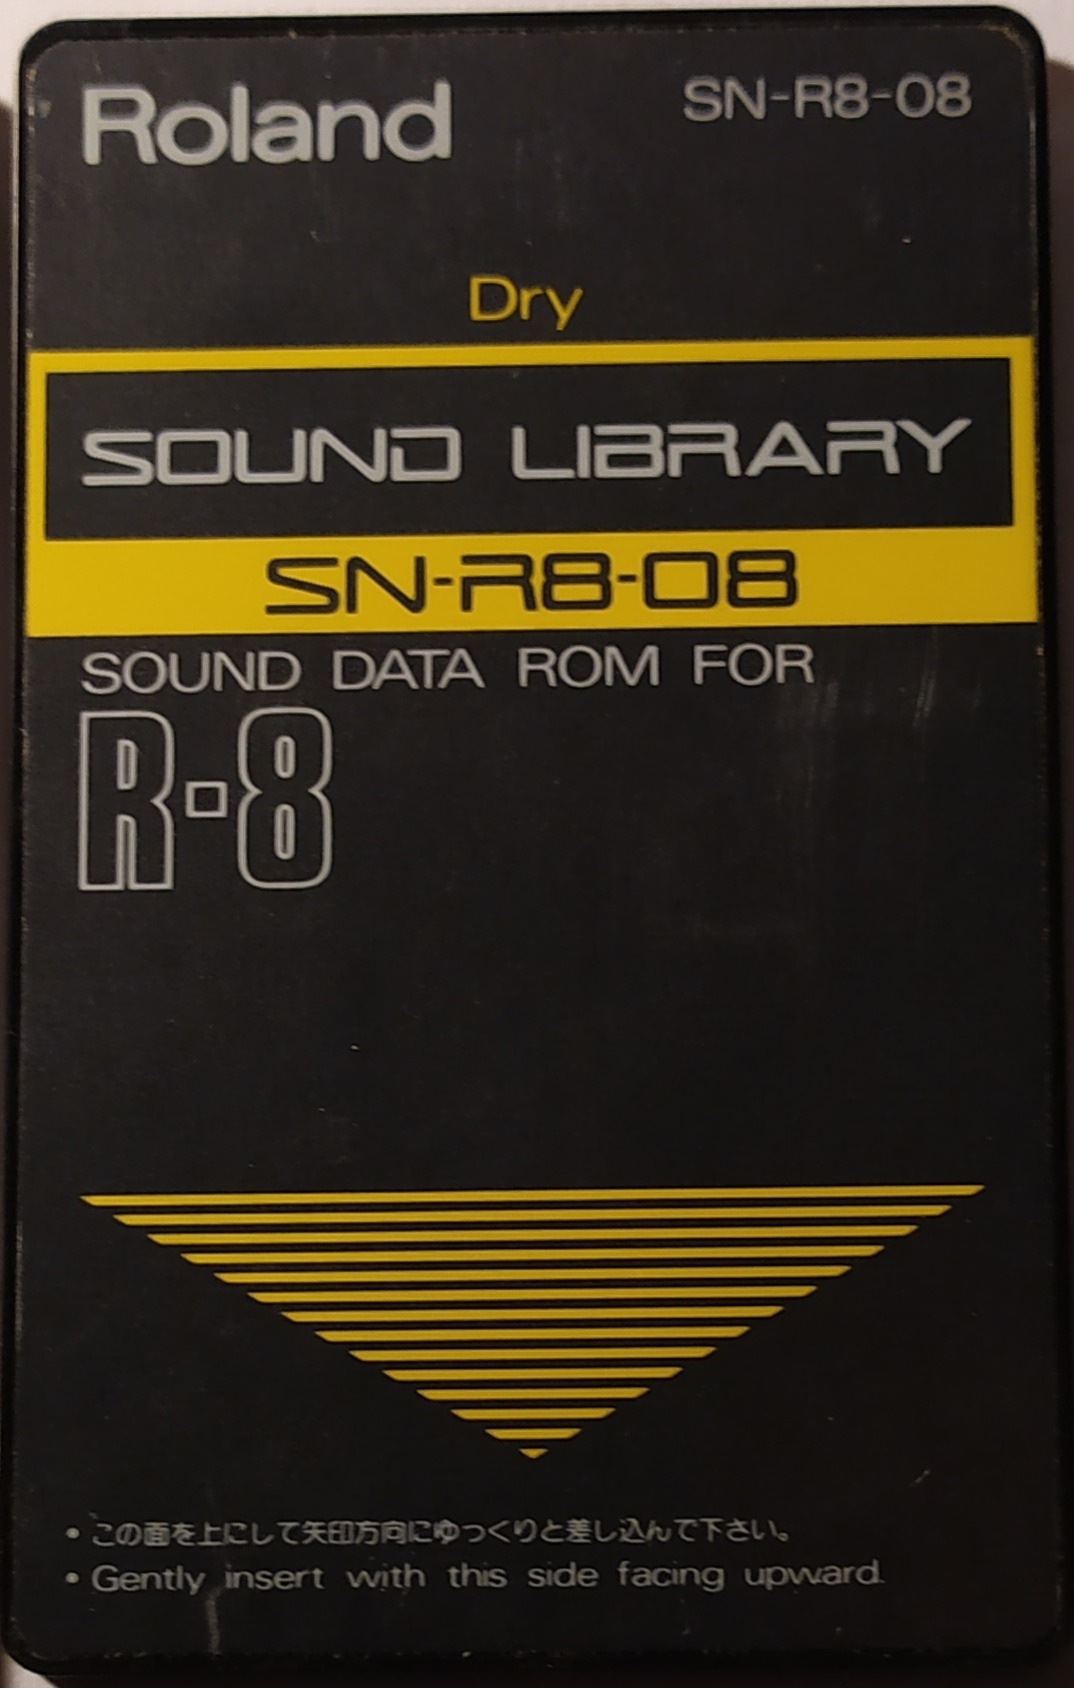 Roland
SN-R8-08
Dry
SOUND LIBRARY
SN-R8-08
SOUND DATA ROM FOR
R-8
• この面を上にして矢印方向にゆっくりと差し込んで下さい。
• Gently insert with this side facing upward.